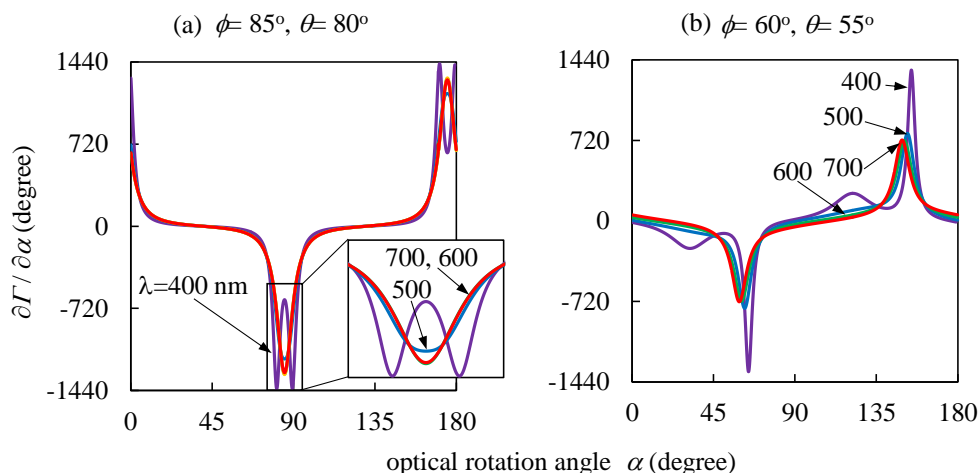 (a) ϕ= 85°, θ= 80°
(b) ϕ= 60°, θ= 55°
∂Γ / ∂α (degree)
1440
720
0
-720
-1440
λ=400 nm
700, 600
500
0 45 90 135 180
1440
720
0
-720
-1440
400
500
700
600
0 45 90 135 180
optical rotation angle α (degree)